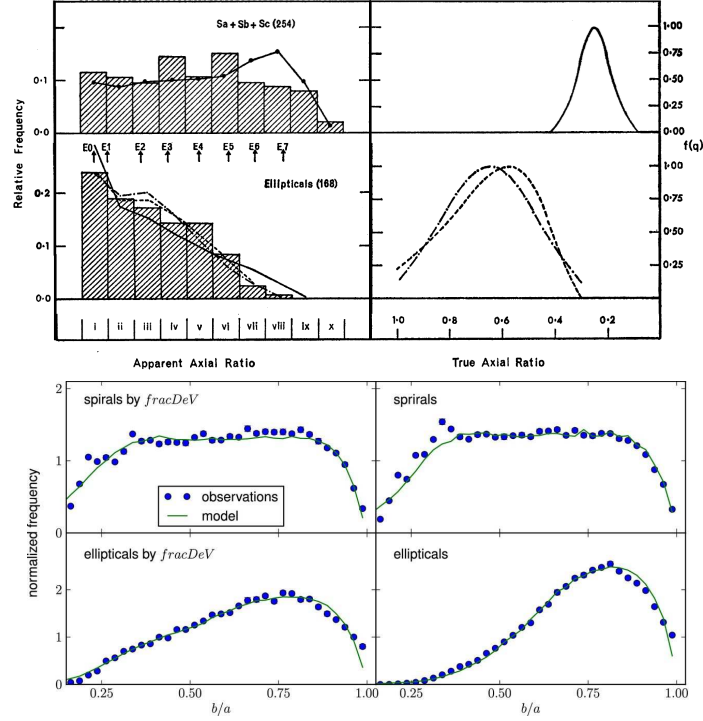 Sa + Sb + Sc (254)
0·1
0·0
1·00
0·75
0·50
0·25
0·00
Relative Frequency
E0 E1 E2 E3 E4 E5 E6 E7
Ellipticals (168)
0·2
0·1
0·0
f(q)
1·00
0·75
0·50
0·25
i ii iii iv v vi vii viii ix x
1·0 0·8 0·6 0·4 0·2
Apparent Axial Ratio
True Axial Ratio
spirals by fracDeV
sprirals
2
1
0
observations
model
normalized frequency
ellipticals by fracDeV
ellipticals
2
1
0
0.25 0.50 0.75 1.00
0.25 0.50 0.75 1.00
b/a
b/a